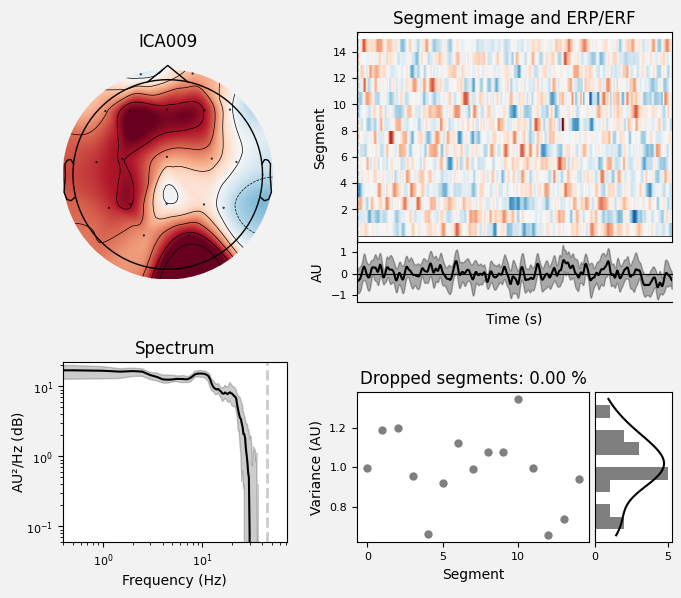 ICA009
Segment image and ERP/ERF
14
12
10
8
6
4
2
Segment
1
0
−1
AU
Time (s)
Spectrum
10¹
10⁰
10⁻¹
AU²/Hz (dB)
10⁰
10¹
Frequency (Hz)
Dropped segments: 0.00 %
1.2
1.0
0.8
Variance (AU)
0
5
10
Segment
0
5